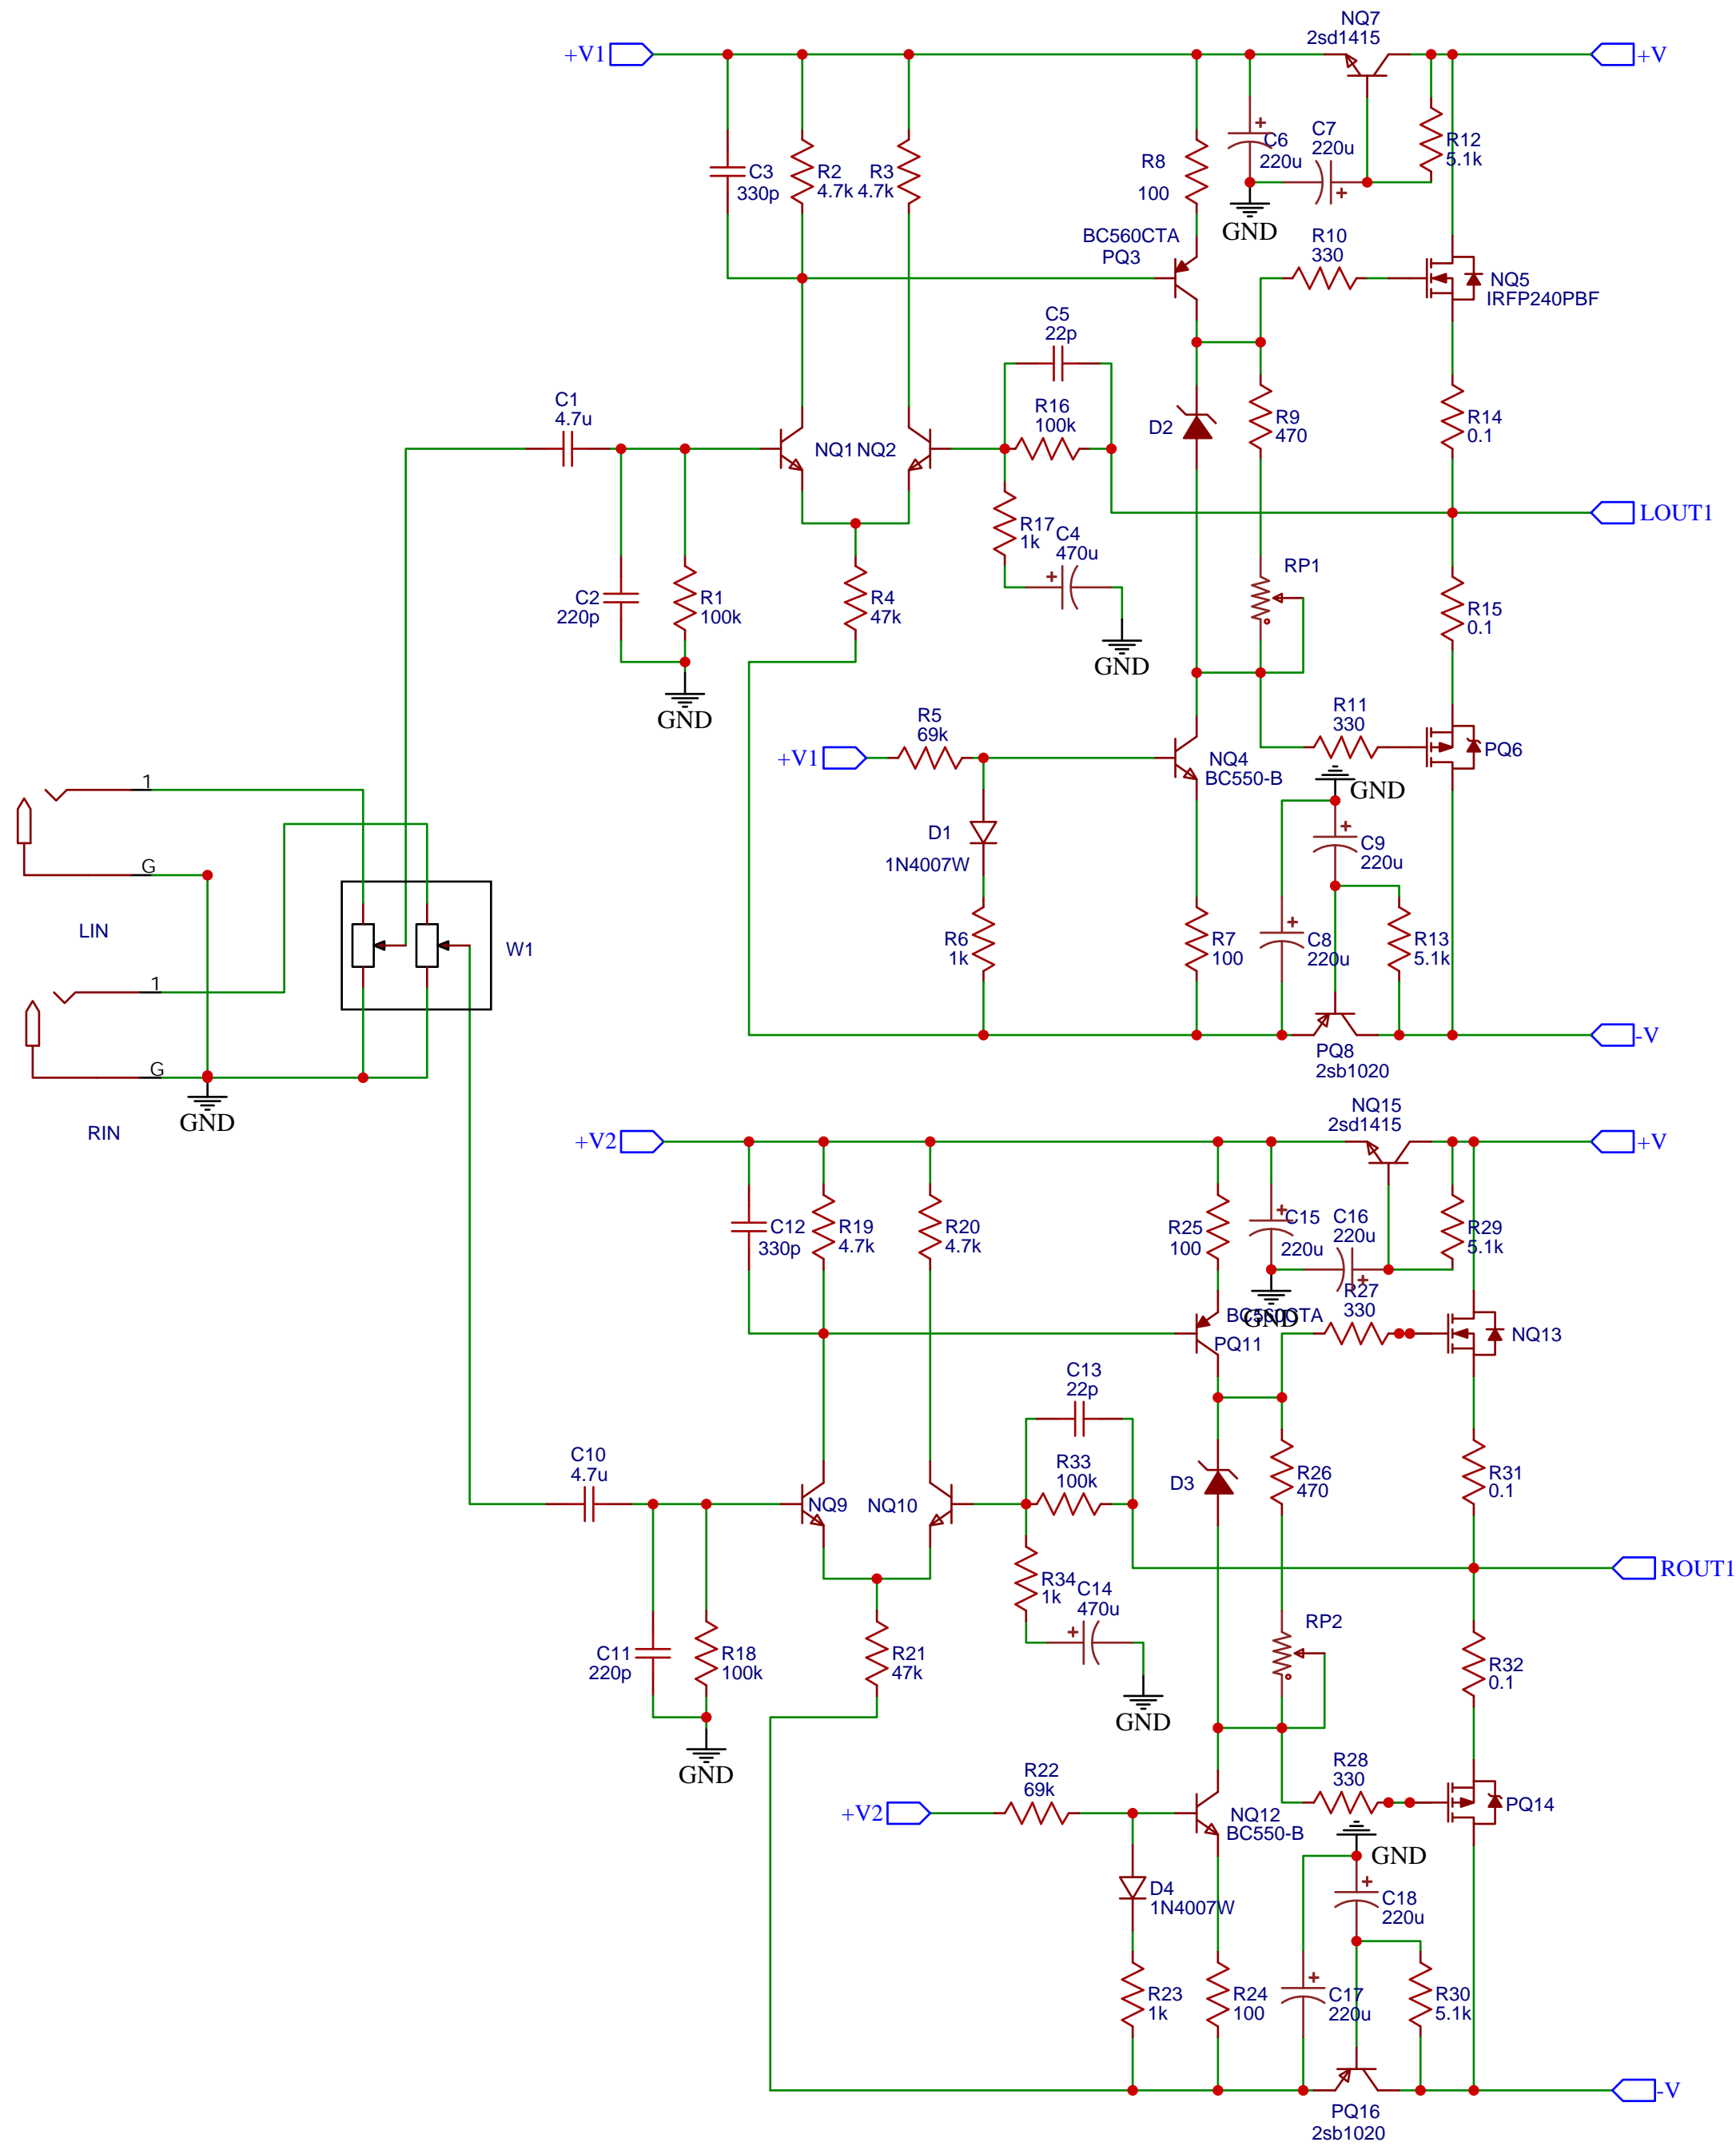 NQ7
2sd1415
+V1
+V
C3
330p
R2
4.7k
R3
4.7k
R8
100
C6
220u
C7
220u
R12
5.1k
GND
BC560CTA
PQ3
R10
330
NQ5
IRFP240PBF
C5
22p
C1
4.7u
R16
100k
D2
R9
470
R14
0.1
NQ1
NQ2
LOUT1
R17
1k
C4
470u
RP1
C2
220p
R1
100k
R4
47k
R15
0.1
GND
GND
R5
69k
R11
330
+V1
NQ4
BC550-B
PQ6
GND
1
D1
1N4007W
C9
220u
G
LIN
W1
R6
1k
R7
100
C8
220u
R13
5.1k
1
-V
PQ8
2sb1020
G
GND
RIN
NQ15
2sd1415
+V2
+V
C12
330p
R19
4.7k
R20
4.7k
R25
100
C15
220u
C16
220u
R29
5.1k
GND
R27
330
BC560CTA
PQ11
NQ13
C13
22p
C10
4.7u
R33
100k
D3
R26
470
R31
0.1
NQ9
NQ10
ROUT1
R34
1k
C14
470u
RP2
C11
220p
R18
100k
R21
47k
R32
0.1
GND
GND
R22
69k
R28
330
+V2
NQ12
BC550-B
PQ14
GND
D4
1N4007W
C18
220u
R23
1k
R24
100
C17
220u
R30
5.1k
-V
PQ16
2sb1020